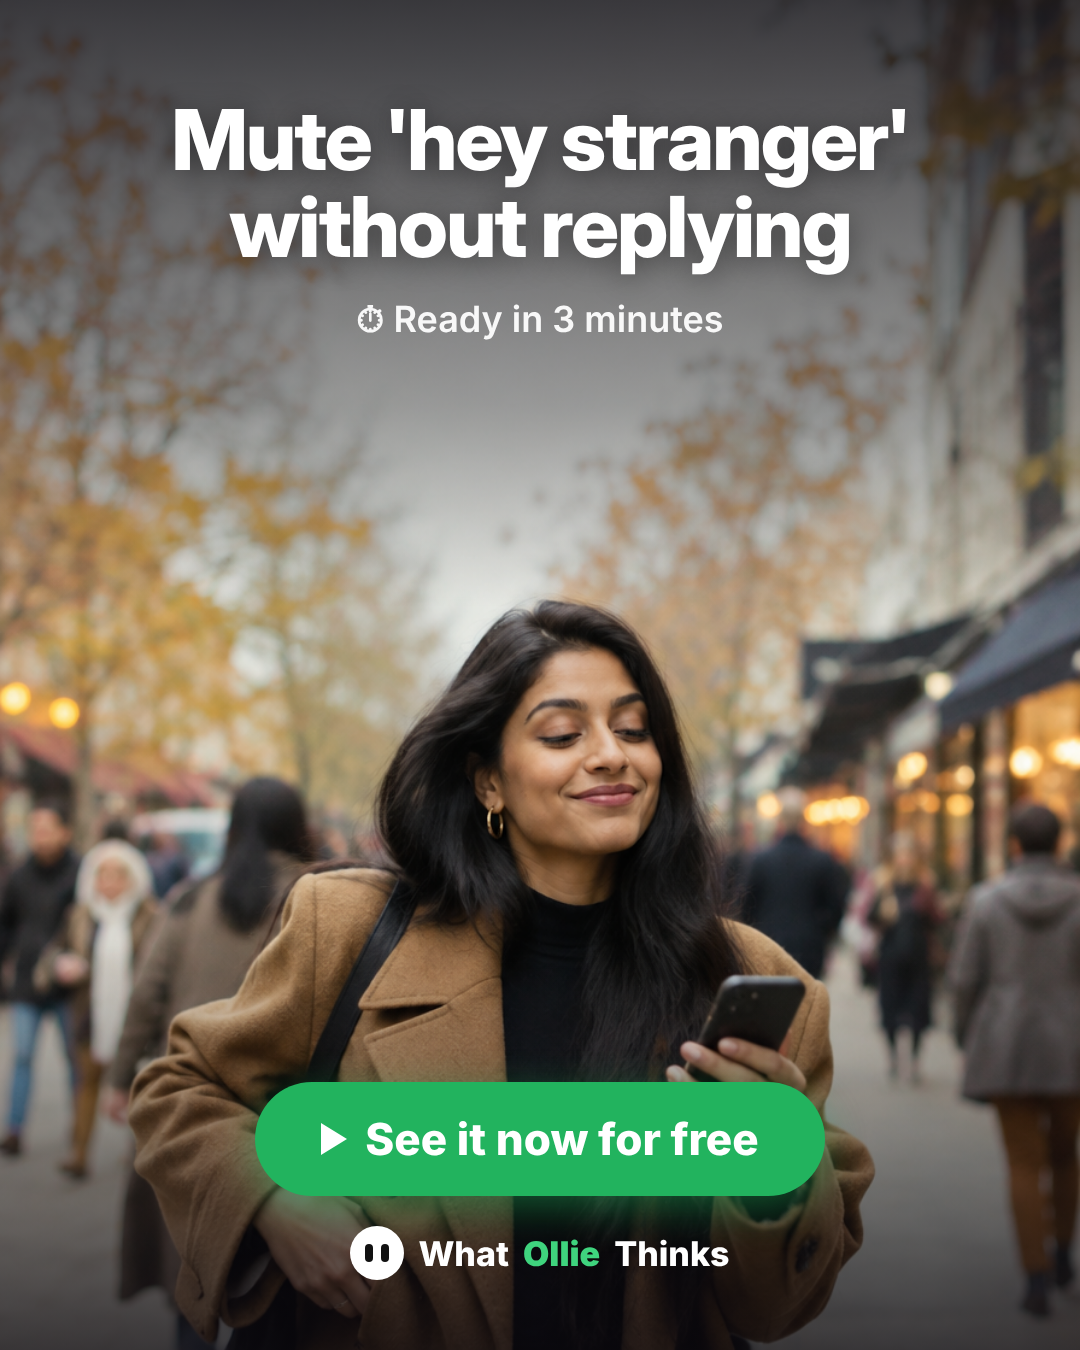 Mute 'hey stranger'
without replying
⏱ Ready in 3 minutes
▶ See it now for free
What Ollie Thinks